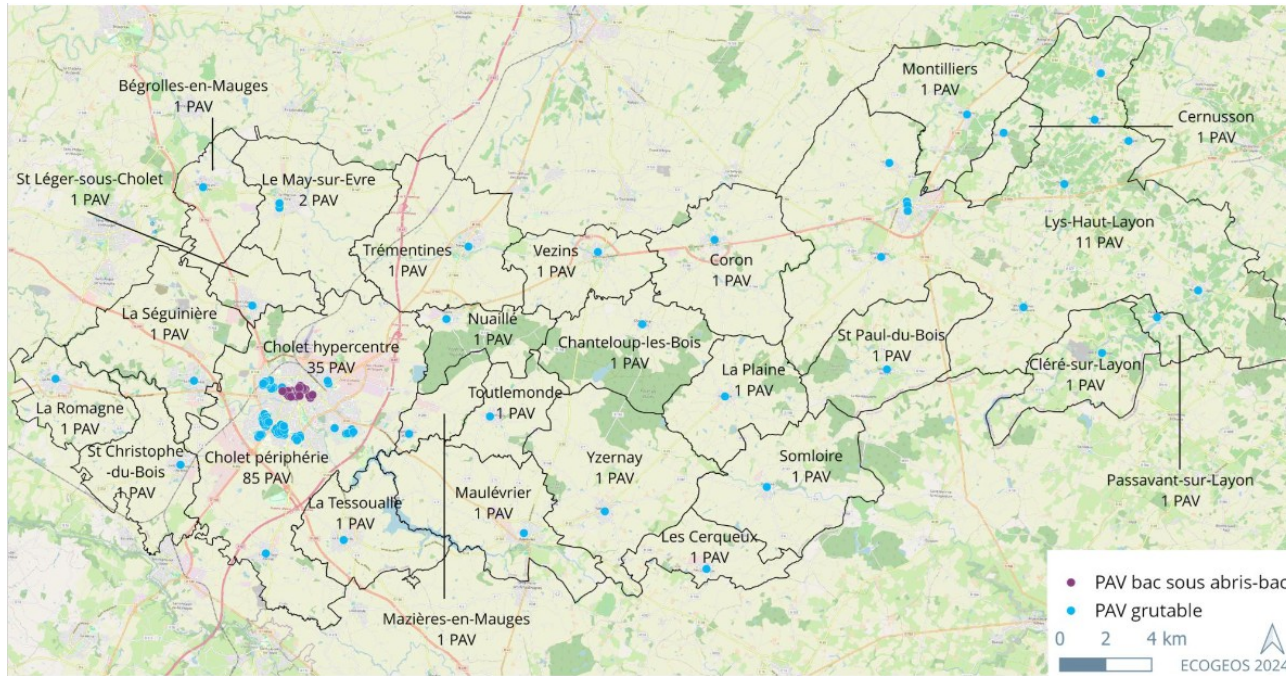 Montilliers
1 PAV
Bégrolles-en-Mauges
1 PAV
Cernusson
1 PAV
St Léger-sous-Cholet
1 PAV
Le May-sur-Evre
2 PAV
Lys-Haut-Layon
11 PAV
Trémentines
1 PAV
Vezins
1 PAV
Coron
1 PAV
La Séguinière
1 PAV
Nuaillé
1 PAV
Cholet hypercentre
35 PAV
Chanteloup-les-Bois
1 PAV
St Paul-du-Bois
1 PAV
La Plaine
1 PAV
Cléré-sur-Layon
1 PAV
Toutlemonde
1 PAV
La Romagne
1 PAV
St Christophe
-du-Bois
1 PAV
Cholet périphérie
85 PAV
Yzernay
1 PAV
Somloire
1 PAV
Passavant-sur-Layon
1 PAV
La Tessoualle
1 PAV
Maulévrier
1 PAV
Les Cerqueux
1 PAV
Mazières-en-Mauges
1 PAV
PAV bac sous abris-bac
PAV grutable
0 2 4 km
ECOGEOS 2024